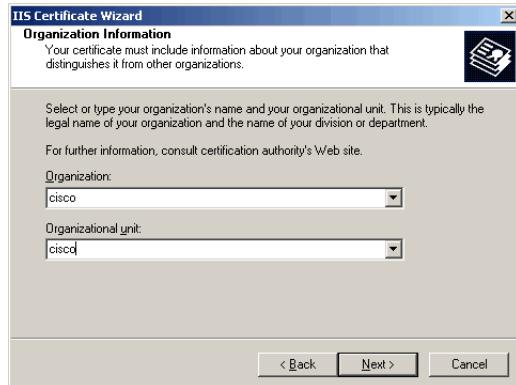 IIS Certificate Wizard
Organization Information
Your certificate must include information about your organization that
distinguishes it from other organizations.
Select or type your organization's name and your organizational unit. This is typically the
legal name of your organization and the name of your division or department.
For further information, consult certification authority's Web site.
Organization:
cisco
Organizational unit:
cisco
< Back Next > Cancel